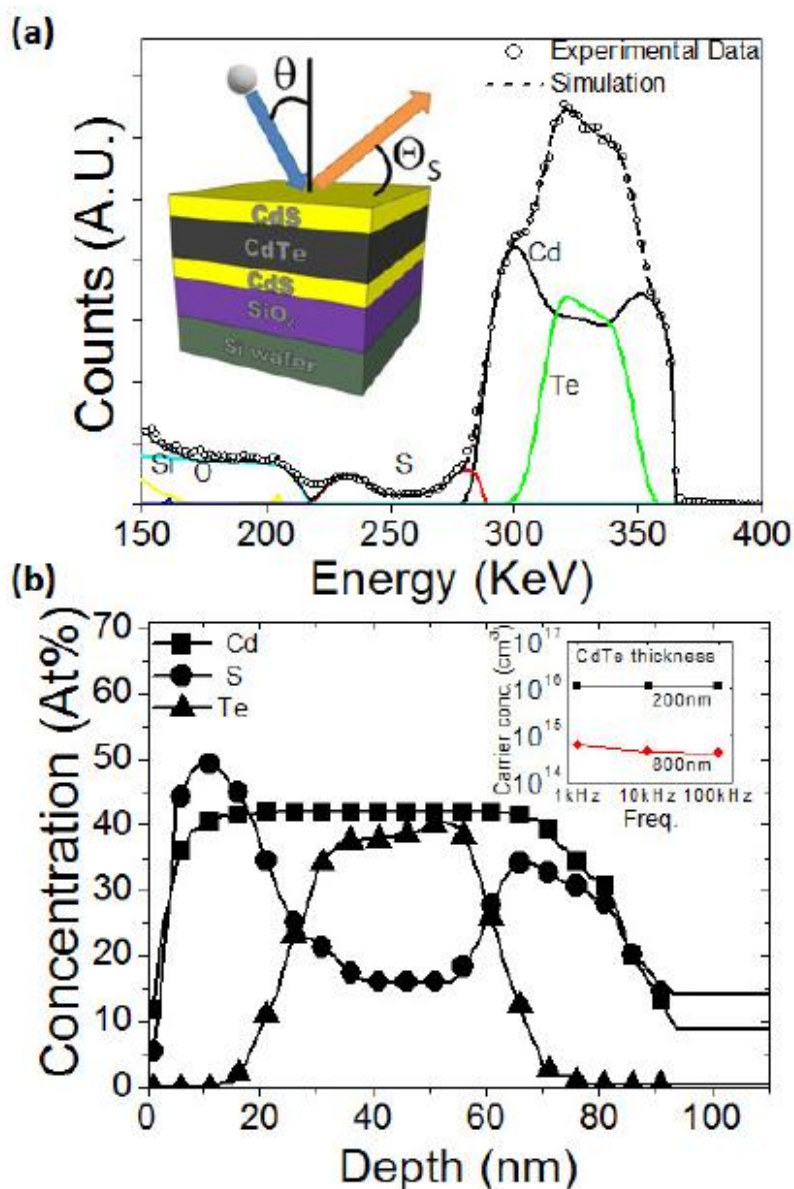 (a)
Experimental Data
Simulation
θ
Θs
CdS
CdTe
CdS
SiO2
Si wafer
Cd
Te
Si
O
S
Counts (A.U.)
150 200 250 300 350 400
Energy (KeV)
(b)
Cd
S
Te
70
60
50
40
30
20
10
0
Concentration (At%)
0 20 40 60 80 100
Depth (nm)
CdTe thickness
200nm
800nm
10^17
10^16
10^15
10^14
Carrier conc. (cm^3)
1kHz 10kHz 100kHz
Freq.